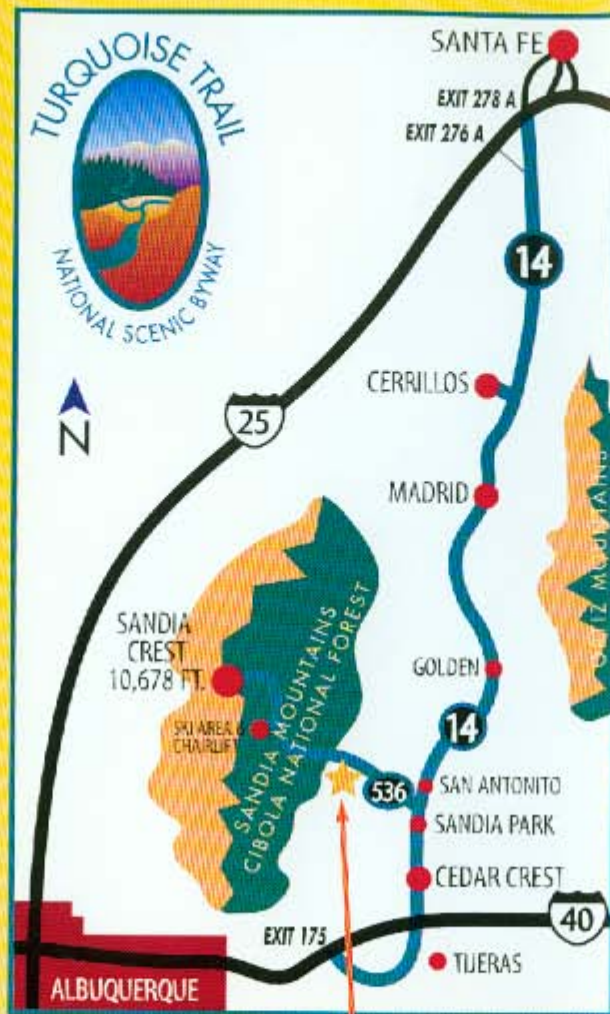 TURQUOISE TRAIL
NATIONAL SCENIC BYWAY
SANTA FE
EXIT 278 A
EXIT 276 A
14
CERRILLOS
N
25
MADRID
SANDIA
CREST
10,678 FT.
SKI AREA &
CHAIRLIFT
SANDIA MOUNTAINS
CIBOLA NATIONAL FOREST
MOUNTAINS
GOLDEN
14
536
SAN ANTONITO
SANDIA PARK
CEDAR CREST
EXIT 175
40
TIJERAS
ALBUQUERQUE